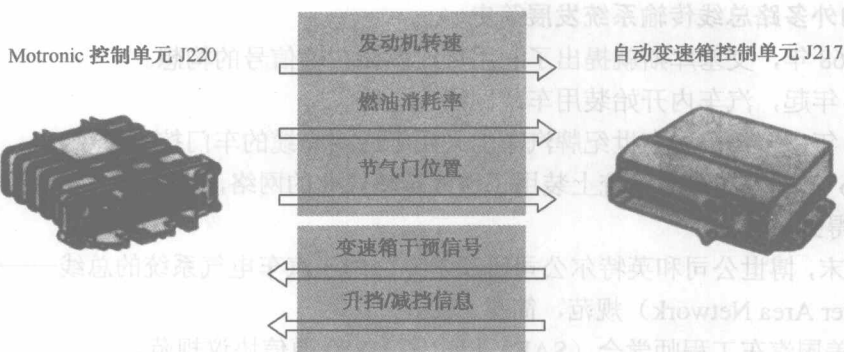 Motronic 控制单元 J220
发动机转速
燃油消耗率
节气门位置
变速箱干预信号
升挡/减挡信息
自动变速箱控制单元 J217